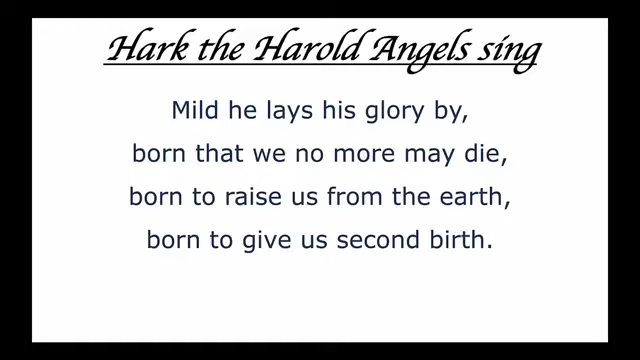 Hark the Harold Angels sing
Mild he lays his glory by,
born that we no more may die,
born to raise us from the earth,
born to give us second birth.